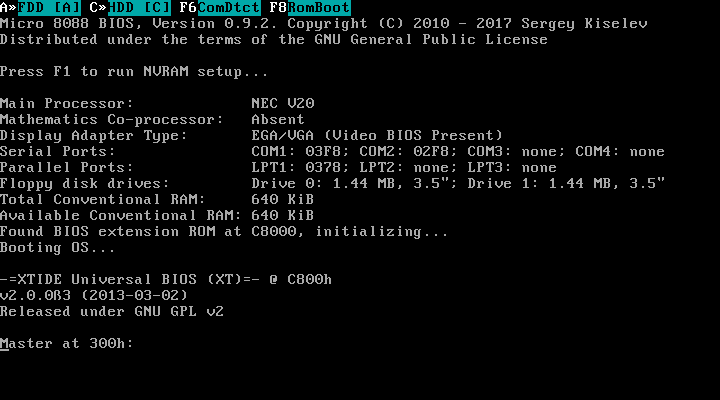 A»FDD [A] C»HDD [C] F6ComDtct F8RomBoot
Micro 8088 BIOS, Version 0.9.2. Copyright (C) 2010 - 2017 Sergey Kiselev
Distributed under the terms of the GNU General Public License
Press F1 to run NVRAM setup...
Main Processor: NEC V20
Mathematics Co-processor: Absent
Display Adapter Type: EGA/VGA (Video BIOS Present)
Serial Ports: COM1: 03F8; COM2: 02F8; COM3: none; COM4: none
Parallel Ports: LPT1: 0378; LPT2: none; LPT3: none
Floppy disk drives: Drive 0: 1.44 MB, 3.5"; Drive 1: 1.44 MB, 3.5"
Total Conventional RAM: 640 KiB
Available Conventional RAM: 640 KiB
Found BIOS extension ROM at C8000, initializing...
Booting OS...
-=XTIDE Universal BIOS (XT)=- @ C800h
v2.0.0ß3 (2013-03-02)
Released under GNU GPL v2
Master at 300h: